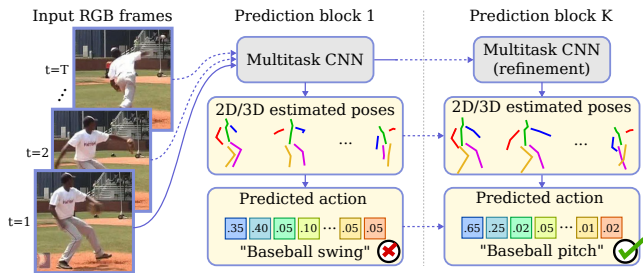 Input RGB frames
Prediction block 1
Prediction block K
t=T
t=2
t=1
Multitask CNN
Multitask CNN
(refinement)
2D/3D estimated poses
...
2D/3D estimated poses
...
Predicted action
.35 .40 .05 .10 ... .05 .05
"Baseball swing"
Predicted action
.65 .25 .02 .05 ... .01 .02
"Baseball pitch"